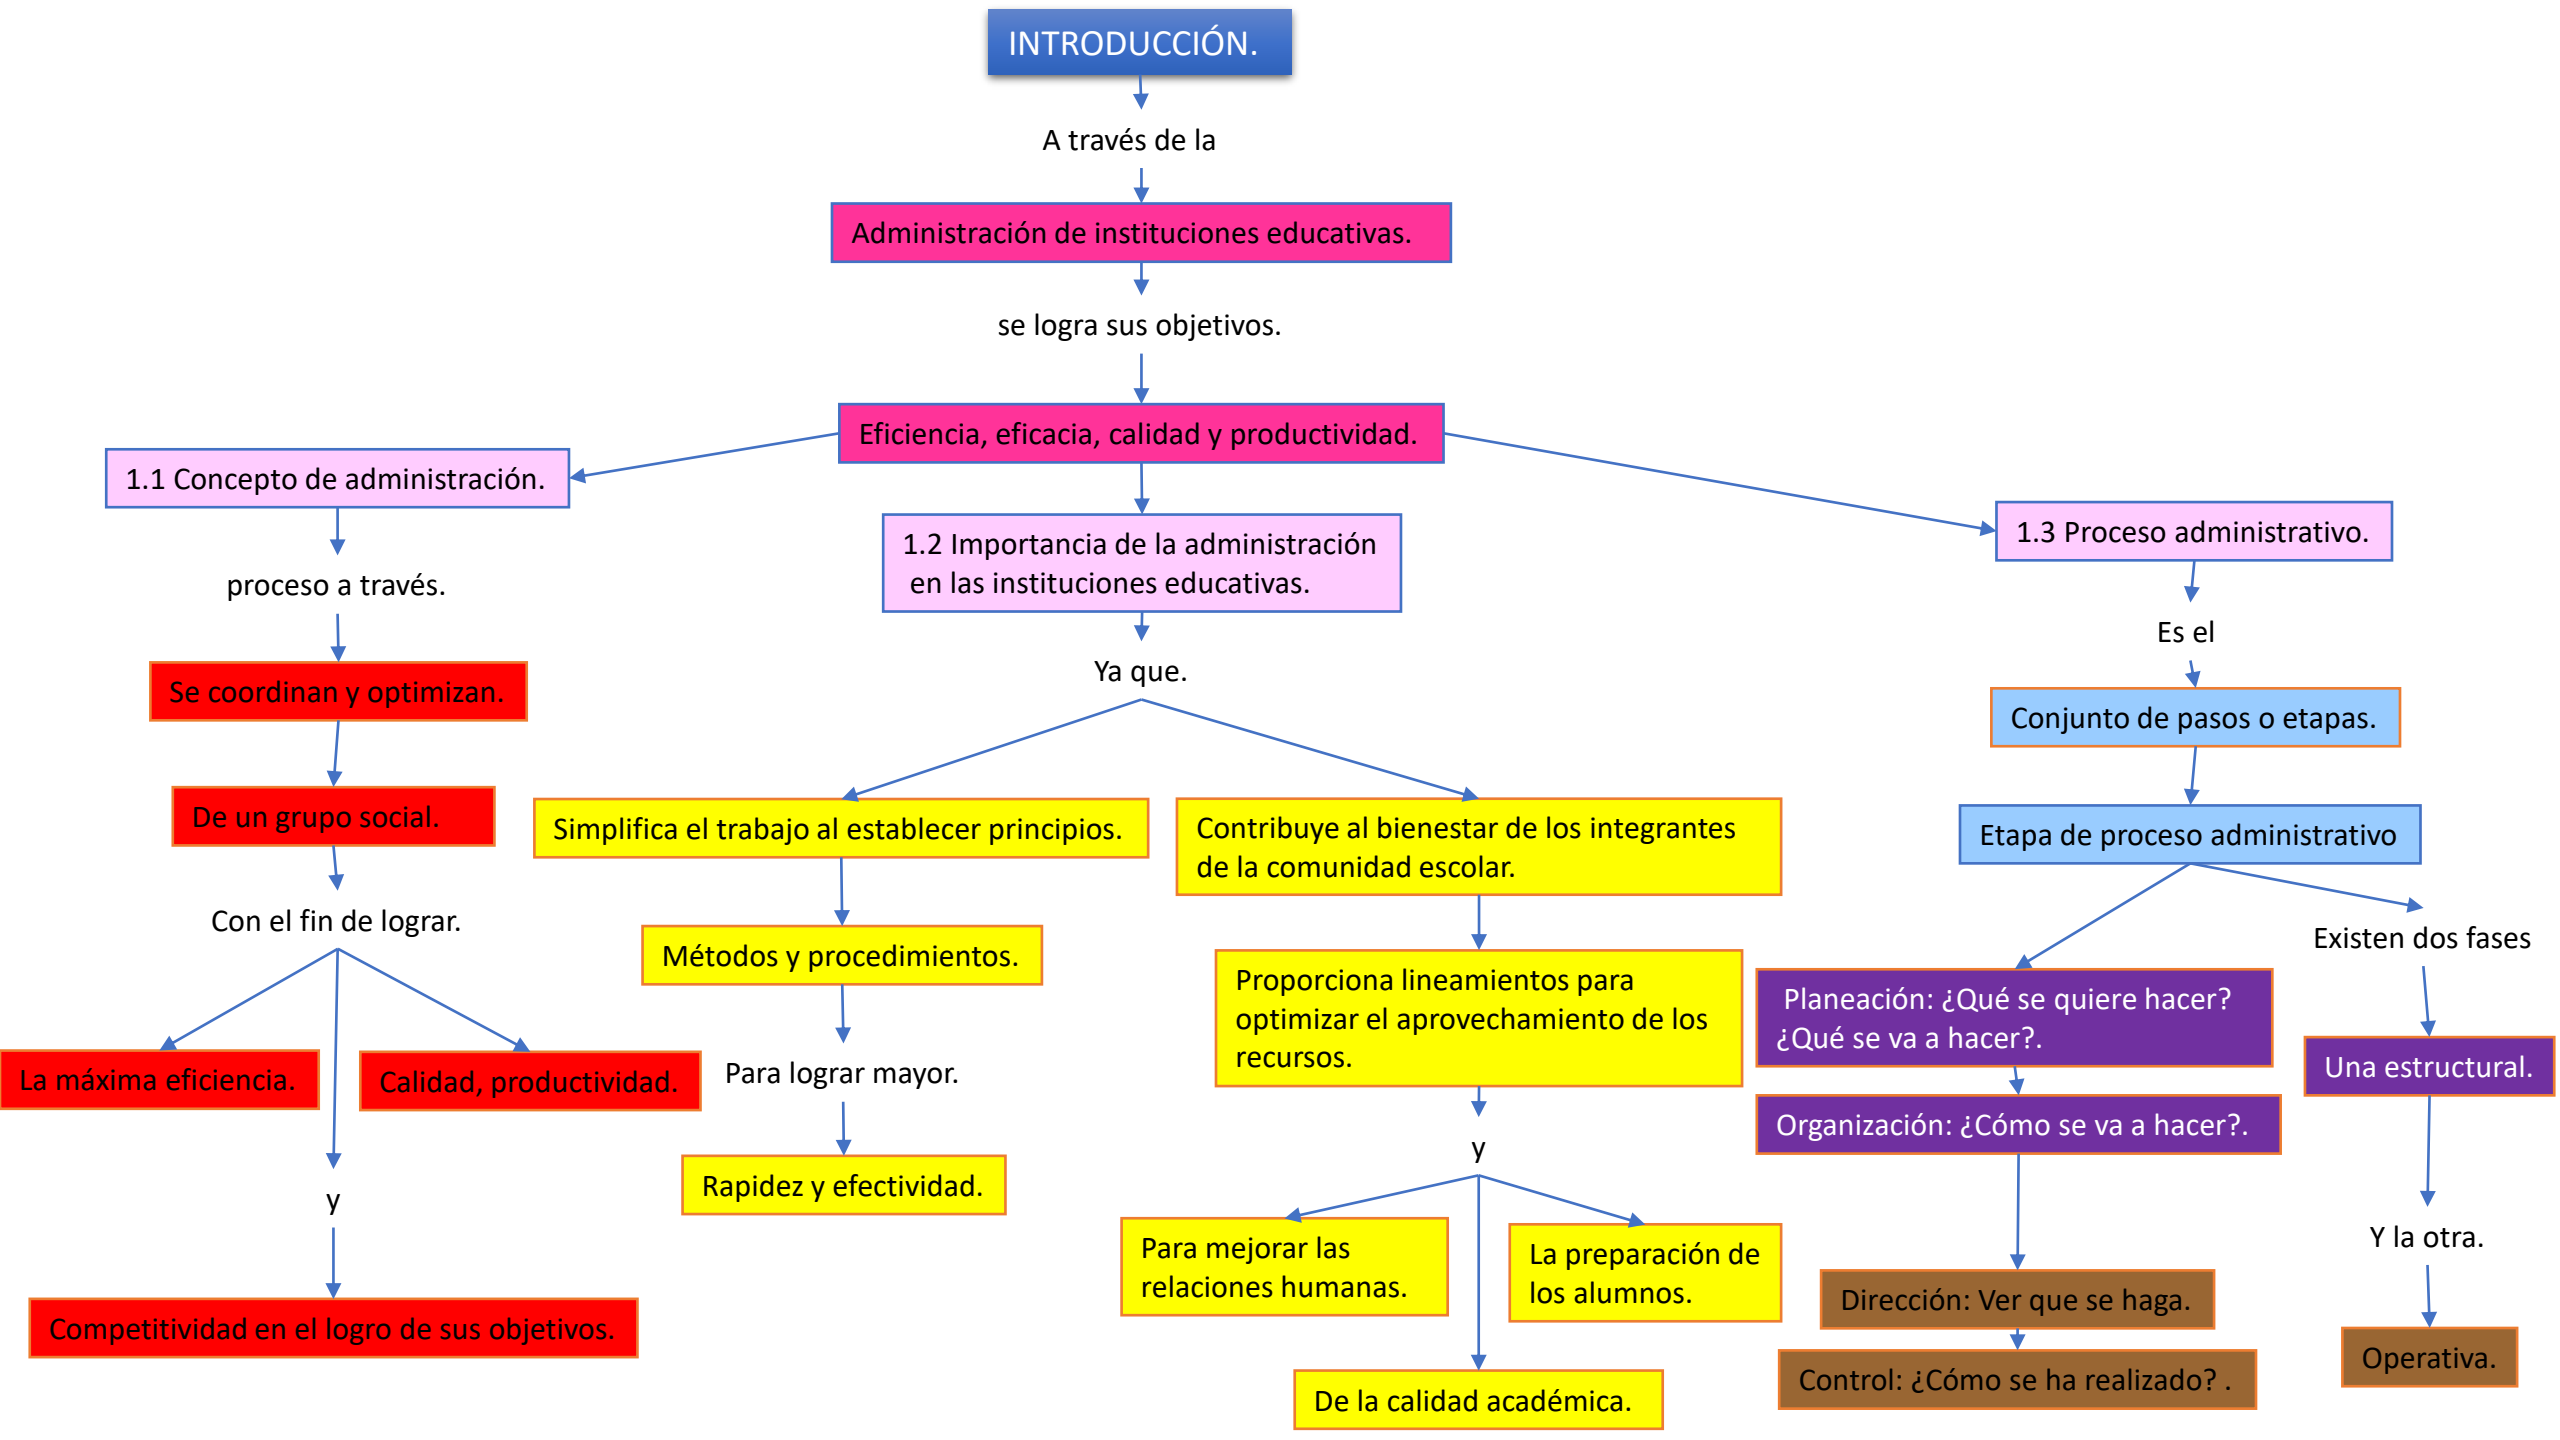 INTRODUCCIÓN.
A través de la
Administración de instituciones educativas.
se logra sus objetivos.
Eficiencia, eficacia, calidad y productividad.
1.1 Concepto de administración.
proceso a través.
Se coordinan y optimizan.
De un grupo social.
Con el fin de lograr.
La máxima eficiencia.
Calidad, productividad.
y
Competitividad en el logro de sus objetivos.
1.2 Importancia de la administración
en las instituciones educativas.
Ya que.
Simplifica el trabajo al establecer principios.
Métodos y procedimientos.
Para lograr mayor.
Rapidez y efectividad.
Contribuye al bienestar de los integrantes
de la comunidad escolar.
Proporciona lineamientos para
optimizar el aprovechamiento de los
recursos.
y
Para mejorar las
relaciones humanas.
La preparación de
los alumnos.
De la calidad académica.
1.3 Proceso administrativo.
Es el
Conjunto de pasos o etapas.
Etapa de proceso administrativo
Planeación: ¿Qué se quiere hacer?
¿Qué se va a hacer?.
Organización: ¿Cómo se va a hacer?.
Dirección: Ver que se haga.
Control: ¿Cómo se ha realizado? .
Existen dos fases
Una estructural.
Y la otra.
Operativa.